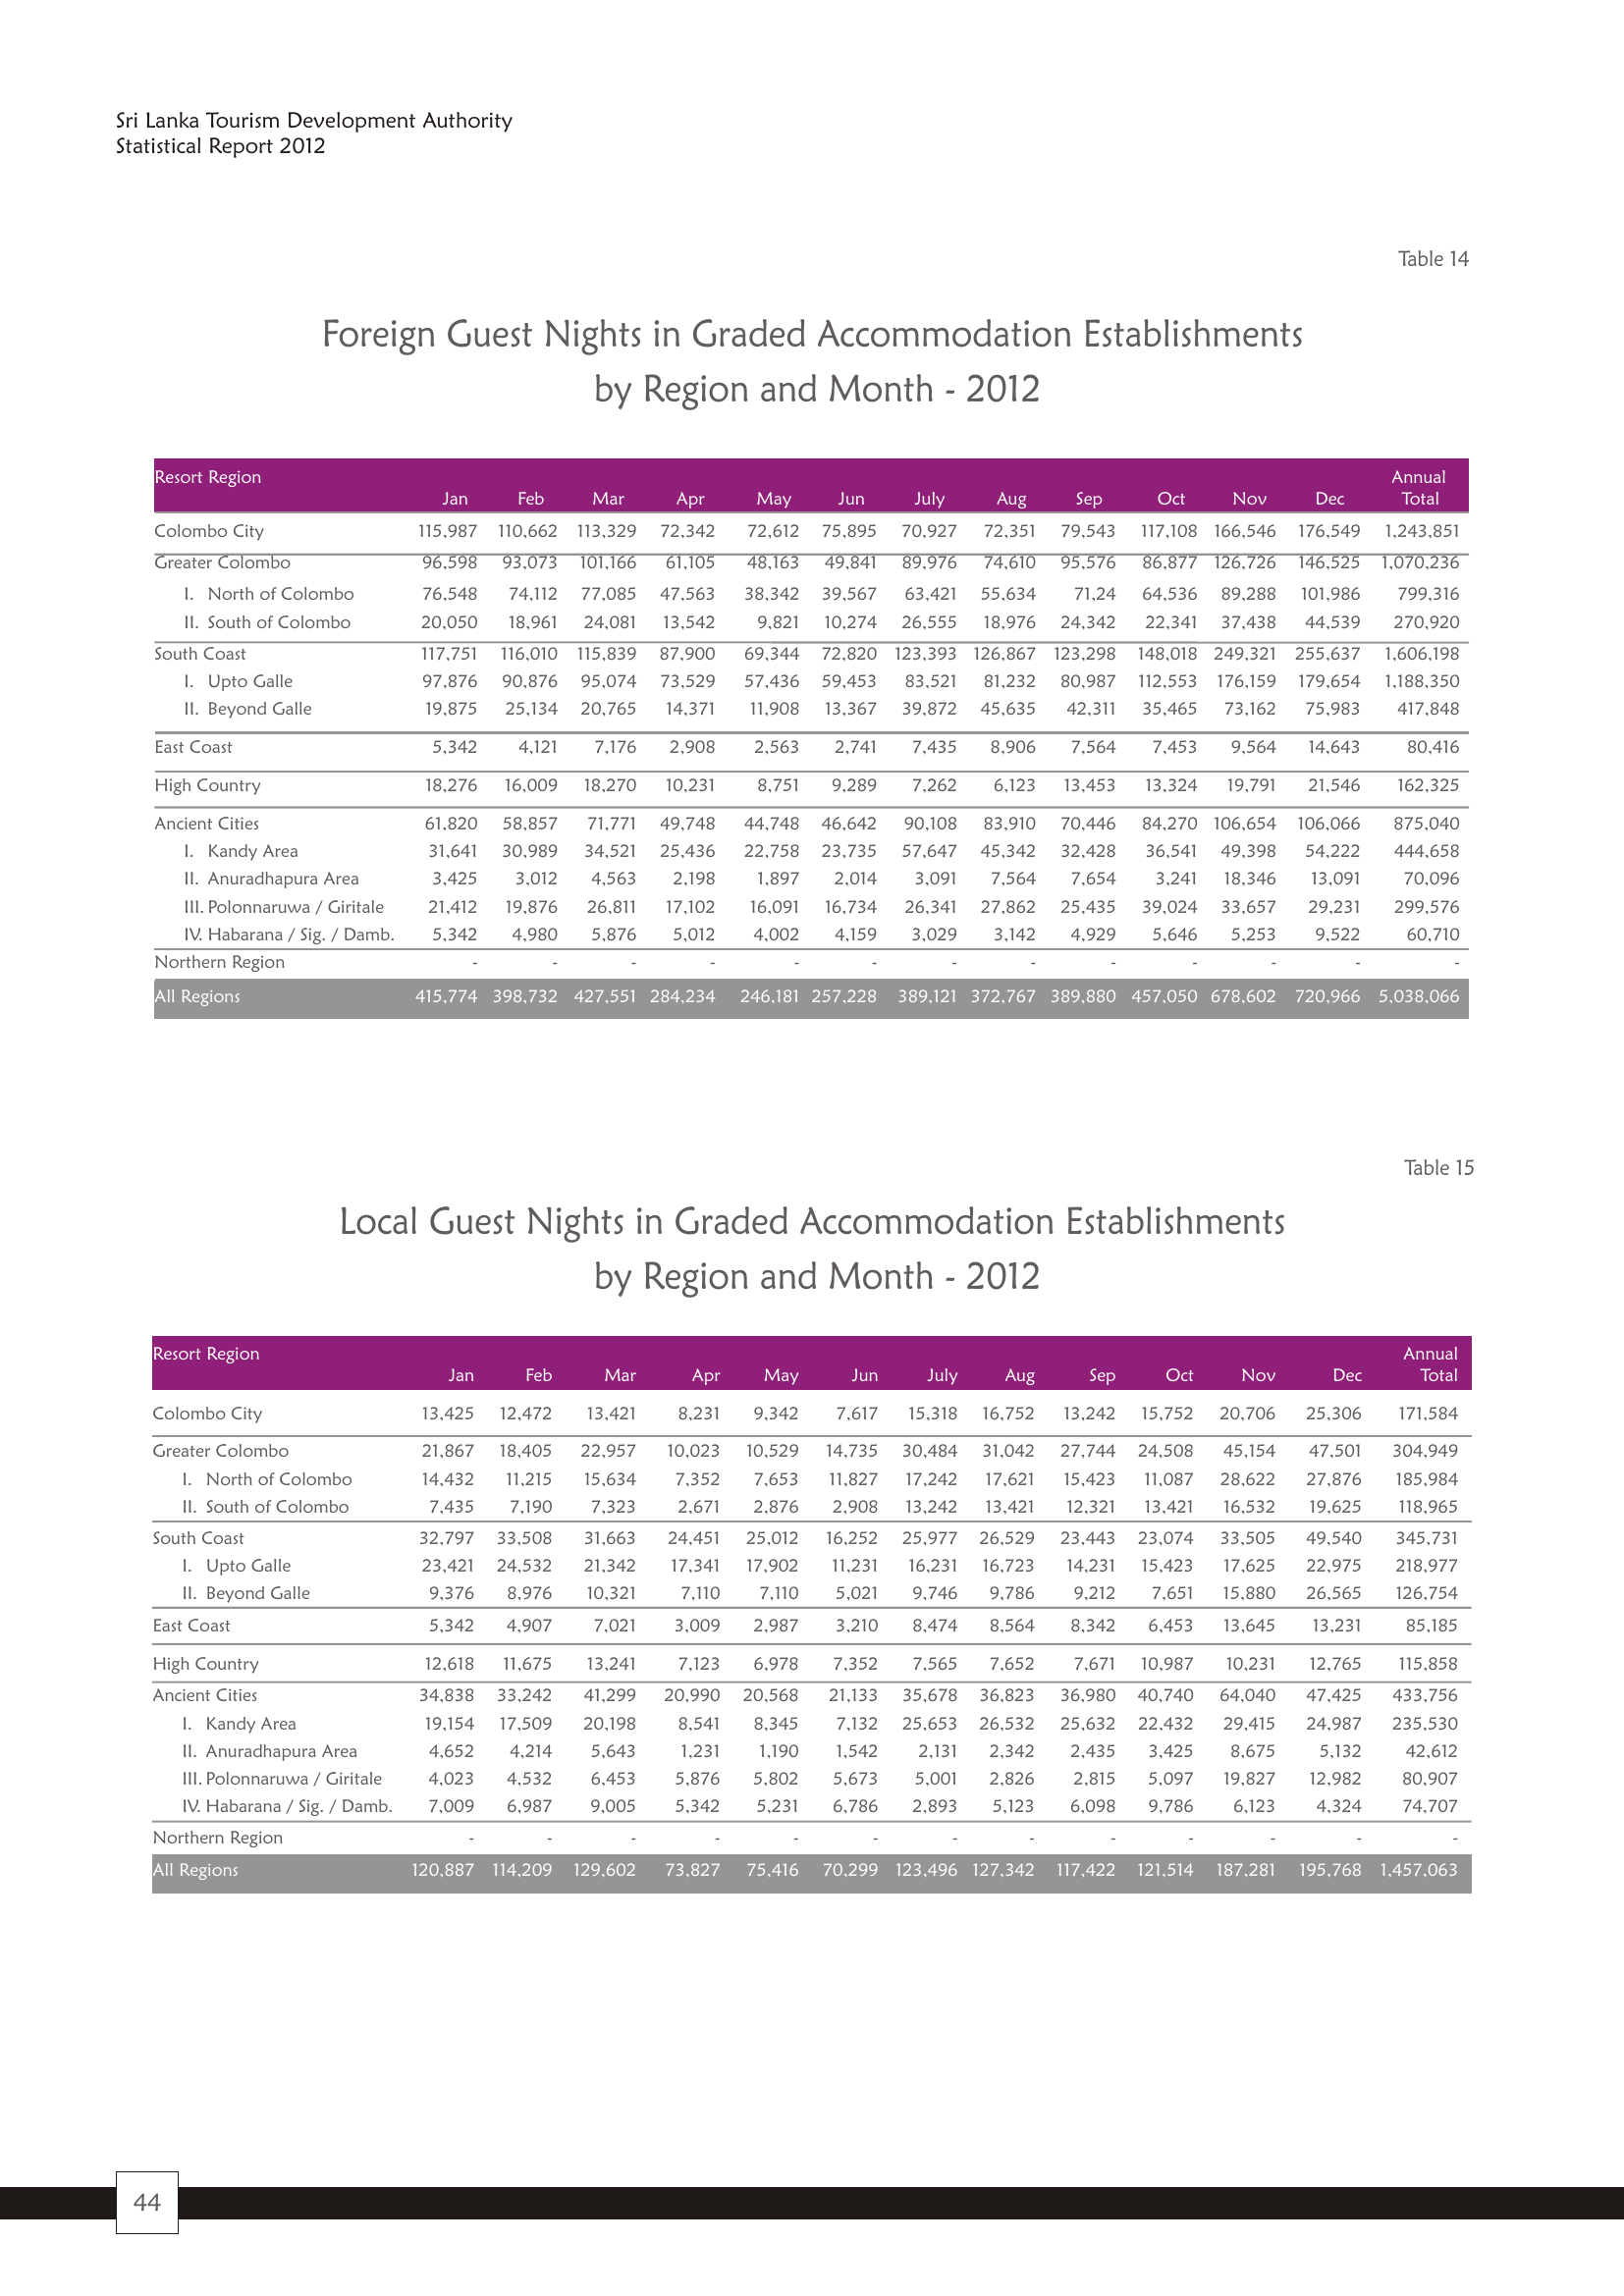 Sri Lanka Tourism Development Authority
Statistical Report 2012
Table 14
Foreign Guest Nights in Graded Accommodation Establishments
by Region and Month - 2012
Resort Region Annual
Jan Feb Mar Apr May Jun July Aug Sep Oct Nov Dec Total
Colombo City 115,987 110,662 113,329 72,342 72,612 75,895 70,927 72,351 79,543 117,108 166,546 176,549 1,243,851
Greater Colombo 96,598 93,073 101,166 61,105 48,163 49,841 89,976 74,610 95,576 86,877 126,726 146,525 1,070,236
I. North of Colombo 76,548 74,112 77,085 47,563 38,342 39,567 63,421 55,634 71,24 64,536 89,288 101,986 799,316
II. South of Colombo 20,050 18,961 24,081 13,542 9,821 10,274 26,555 18,976 24,342 22,341 37,438 44,539 270,920
South Coast 117,751 116,010 115,839 87,900 69,344 72,820 123,393 126,867 123,298 148,018 249,321 255,637 1,606,198
I. Upto Galle 97,876 90,876 95,074 73,529 57,436 59,453 83,521 81,232 80,987 112,553 176,159 179,654 1,188,350
II. Beyond Galle 19,875 25,134 20,765 14,371 11,908 13,367 39,872 45,635 42,311 35,465 73,162 75,983 417,848
East Coast 5,342 4,121 7,176 2,908 2,563 2,741 7,435 8,906 7,564 7,453 9,564 14,643 80,416
High Country 18,276 16,009 18,270 10,231 8,751 9,289 7,262 6,123 13,453 13,324 19,791 21,546 162,325
Ancient Cities 61,820 58,857 71,771 49,748 44,748 46,642 90,108 83,910 70,446 84,270 106,654 106,066 875,040
I. Kandy Area 31,641 30,989 34,521 25,436 22,758 23,735 57,647 45,342 32,428 36,541 49,398 54,222 444,658
II. Anuradhapura Area 3,425 3,012 4,563 2,198 1,897 2,014 3,091 7,564 7,654 3,241 18,346 13,091 70,096
III. Polonnaruwa / Giritale 21,412 19,876 26,811 17,102 16,091 16,734 26,341 27,862 25,435 39,024 33,657 29,231 299,576
IV. Habarana / Sig. / Damb. 5,342 4,980 5,876 5,012 4,002 4,159 3,029 3,142 4,929 5,646 5,253 9,522 60,710
Northern Region - - - - - - - - - - - - -
All Regions 415,774 398,732 427,551 284,234 246,181 257,228 389,121 372,767 389,880 457,050 678,602 720,966 5,038,066
Table 15
Local Guest Nights in Graded Accommodation Establishments
by Region and Month - 2012
Resort Region Annual
Jan Feb Mar Apr May Jun July Aug Sep Oct Nov Dec Total
Colombo City 13,425 12,472 13,421 8,231 9,342 7,617 15,318 16,752 13,242 15,752 20,706 25,306 171,584
Greater Colombo 21,867 18,405 22,957 10,023 10,529 14,735 30,484 31,042 27,744 24,508 45,154 47,501 304,949
I. North of Colombo 14,432 11,215 15,634 7,352 7,653 11,827 17,242 17,621 15,423 11,087 28,622 27,876 185,984
II. South of Colombo 7,435 7,190 7,323 2,671 2,876 2,908 13,242 13,421 12,321 13,421 16,532 19,625 118,965
South Coast 32,797 33,508 31,663 24,451 25,012 16,252 25,977 26,529 23,443 23,074 33,505 49,540 345,731
I. Upto Galle 23,421 24,532 21,342 17,341 17,902 11,231 16,231 16,723 14,231 15,423 17,625 22,975 218,977
II. Beyond Galle 9,376 8,976 10,321 7,110 7,110 5,021 9,746 9,786 9,212 7,651 15,880 26,565 126,754
East Coast 5,342 4,907 7,021 3,009 2,987 3,210 8,474 8,564 8,342 6,453 13,645 13,231 85,185
High Country 12,618 11,675 13,241 7,123 6,978 7,352 7,565 7,652 7,671 10,987 10,231 12,765 115,858
Ancient Cities 34,838 33,242 41,299 20,990 20,568 21,133 35,678 36,823 36,980 40,740 64,040 47,425 433,756
I. Kandy Area 19,154 17,509 20,198 8,541 8,345 7,132 25,653 26,532 25,632 22,432 29,415 24,987 235,530
II. Anuradhapura Area 4,652 4,214 5,643 1,231 1,190 1,542 2,131 2,342 2,435 3,425 8,675 5,132 42,612
III. Polonnaruwa / Giritale 4,023 4,532 6,453 5,876 5,802 5,673 5,001 2,826 2,815 5,097 19,827 12,982 80,907
IV. Habarana / Sig. / Damb. 7,009 6,987 9,005 5,342 5,231 6,786 2,893 5,123 6,098 9,786 6,123 4,324 74,707
Northern Region - - - - - - - - - - - - -
All Regions 120,887 114,209 129,602 73,827 75,416 70,299 123,496 127,342 117,422 121,514 187,281 195,768 1,457,063
44